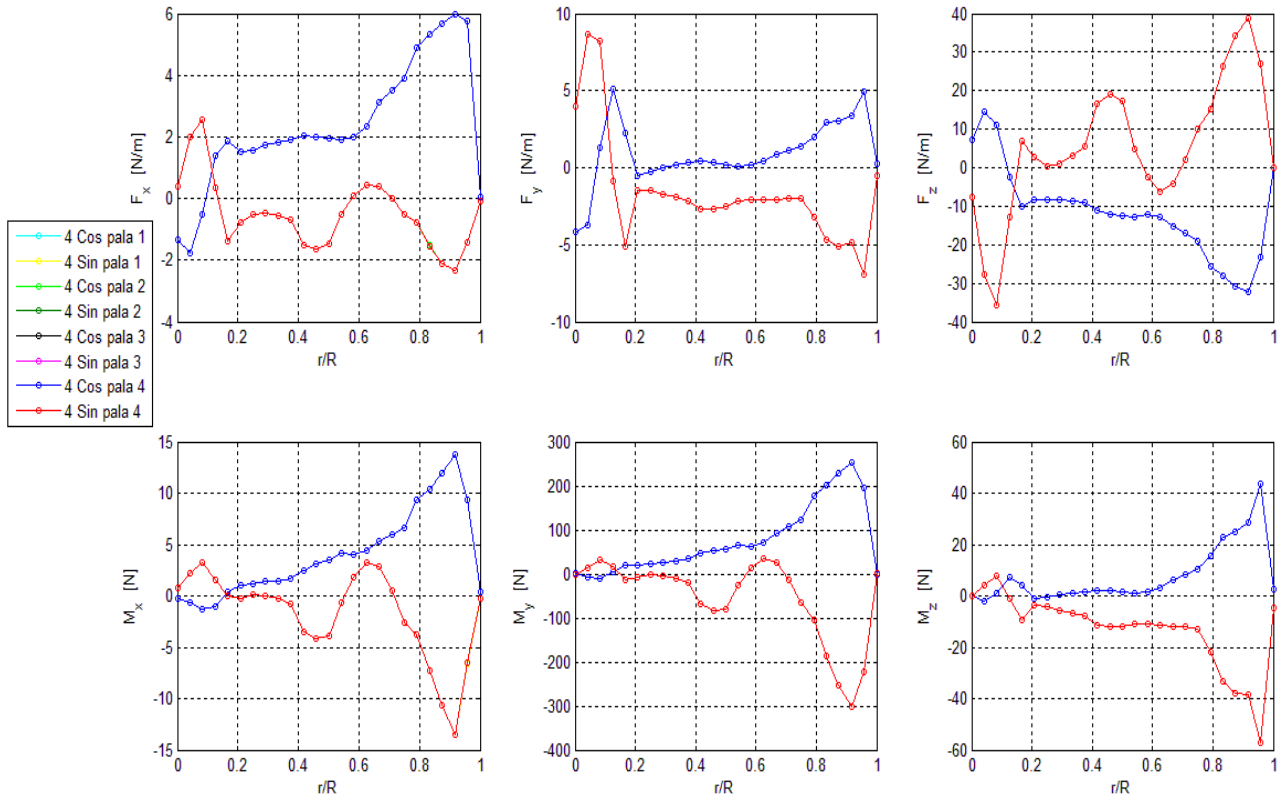 6
4
2
0
-2
-4
F_x [N/m]
0 0.2 0.4 0.6 0.8 1
r/R
10
5
0
-5
-10
F_y [N/m]
0 0.2 0.4 0.6 0.8 1
r/R
40
30
20
10
0
-10
-20
-30
-40
F_z [N/m]
0 0.2 0.4 0.6 0.8 1
r/R
4 Cos pala 1
4 Sin pala 1
4 Cos pala 2
4 Sin pala 2
4 Cos pala 3
4 Sin pala 3
4 Cos pala 4
4 Sin pala 4
15
10
5
0
-5
-10
-15
M_x [N]
0 0.2 0.4 0.6 0.8 1
r/R
300
200
100
0
-100
-200
-300
-400
M_y [N]
0 0.2 0.4 0.6 0.8 1
r/R
60
40
20
0
-20
-40
-60
M_z [N]
0 0.2 0.4 0.6 0.8 1
r/R